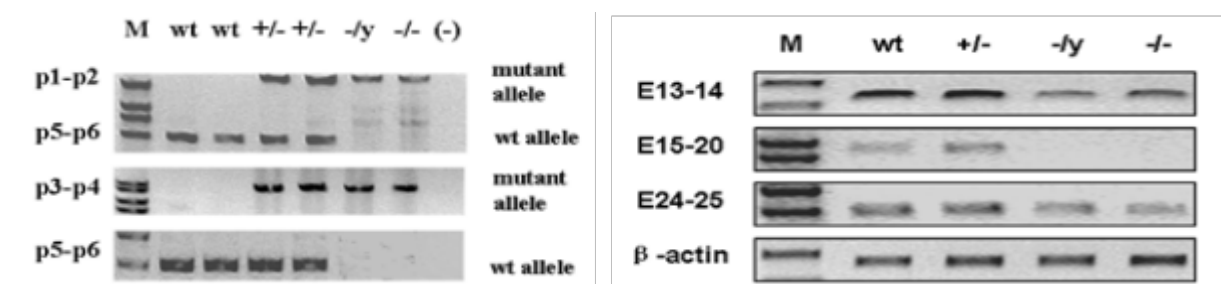 M wt wt +/- +/- -/y -/- (-)
p1-p2
mutant
allele
p5-p6
wt allele
p3-p4
mutant
allele
p5-p6
wt allele
M wt +/- -/y -/-
E13-14
E15-20
E24-25
β-actin